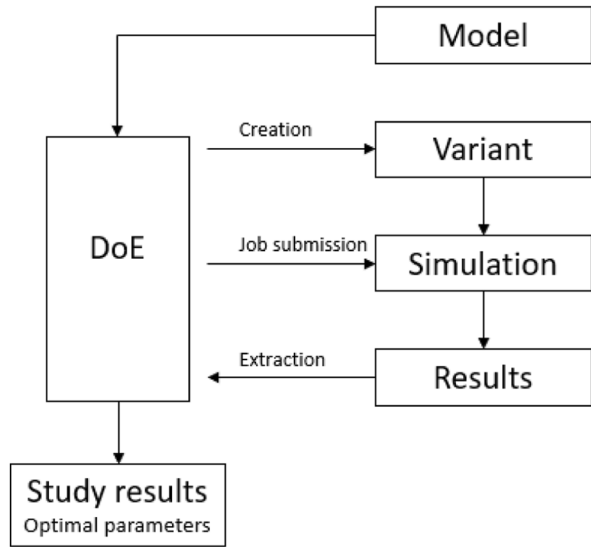 Model
Creation
Variant
DoE
Job submission
Simulation
Extraction
Results
Study results
Optimal parameters